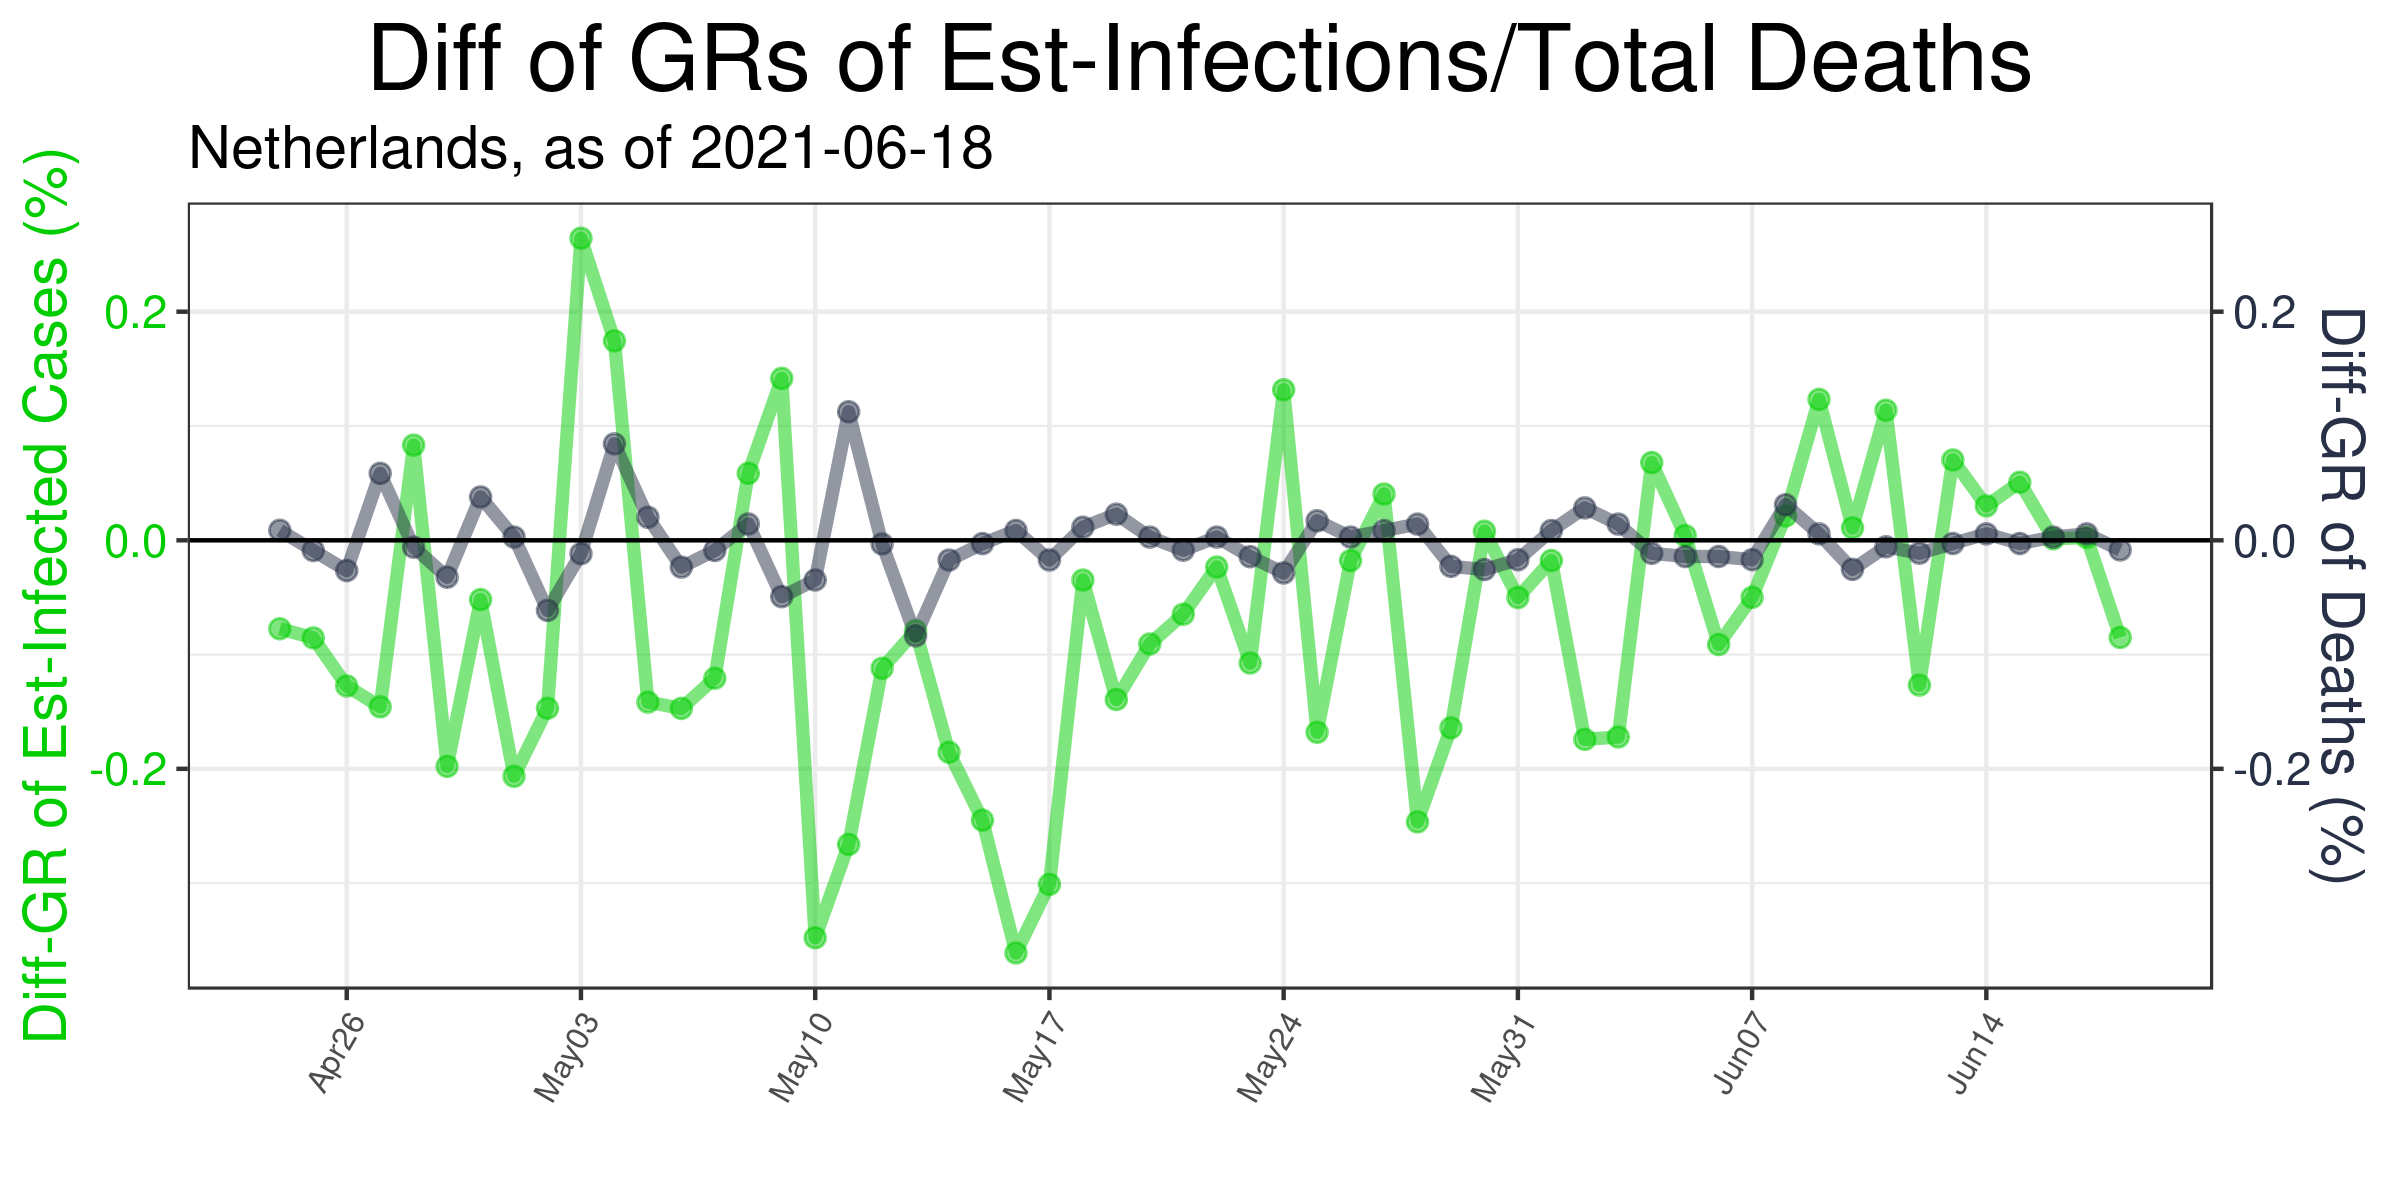 Diff of GRs of Est-Infections/Total Deaths
Netherlands, as of 2021-06-18
Diff-GR of Est-Infected Cases (%)
0.2
0.0
-0.2
0.2
0.0
-0.2
Diff-GR of Deaths (%)
Apr26
May03
May10
May17
May24
May31
Jun07
Jun14